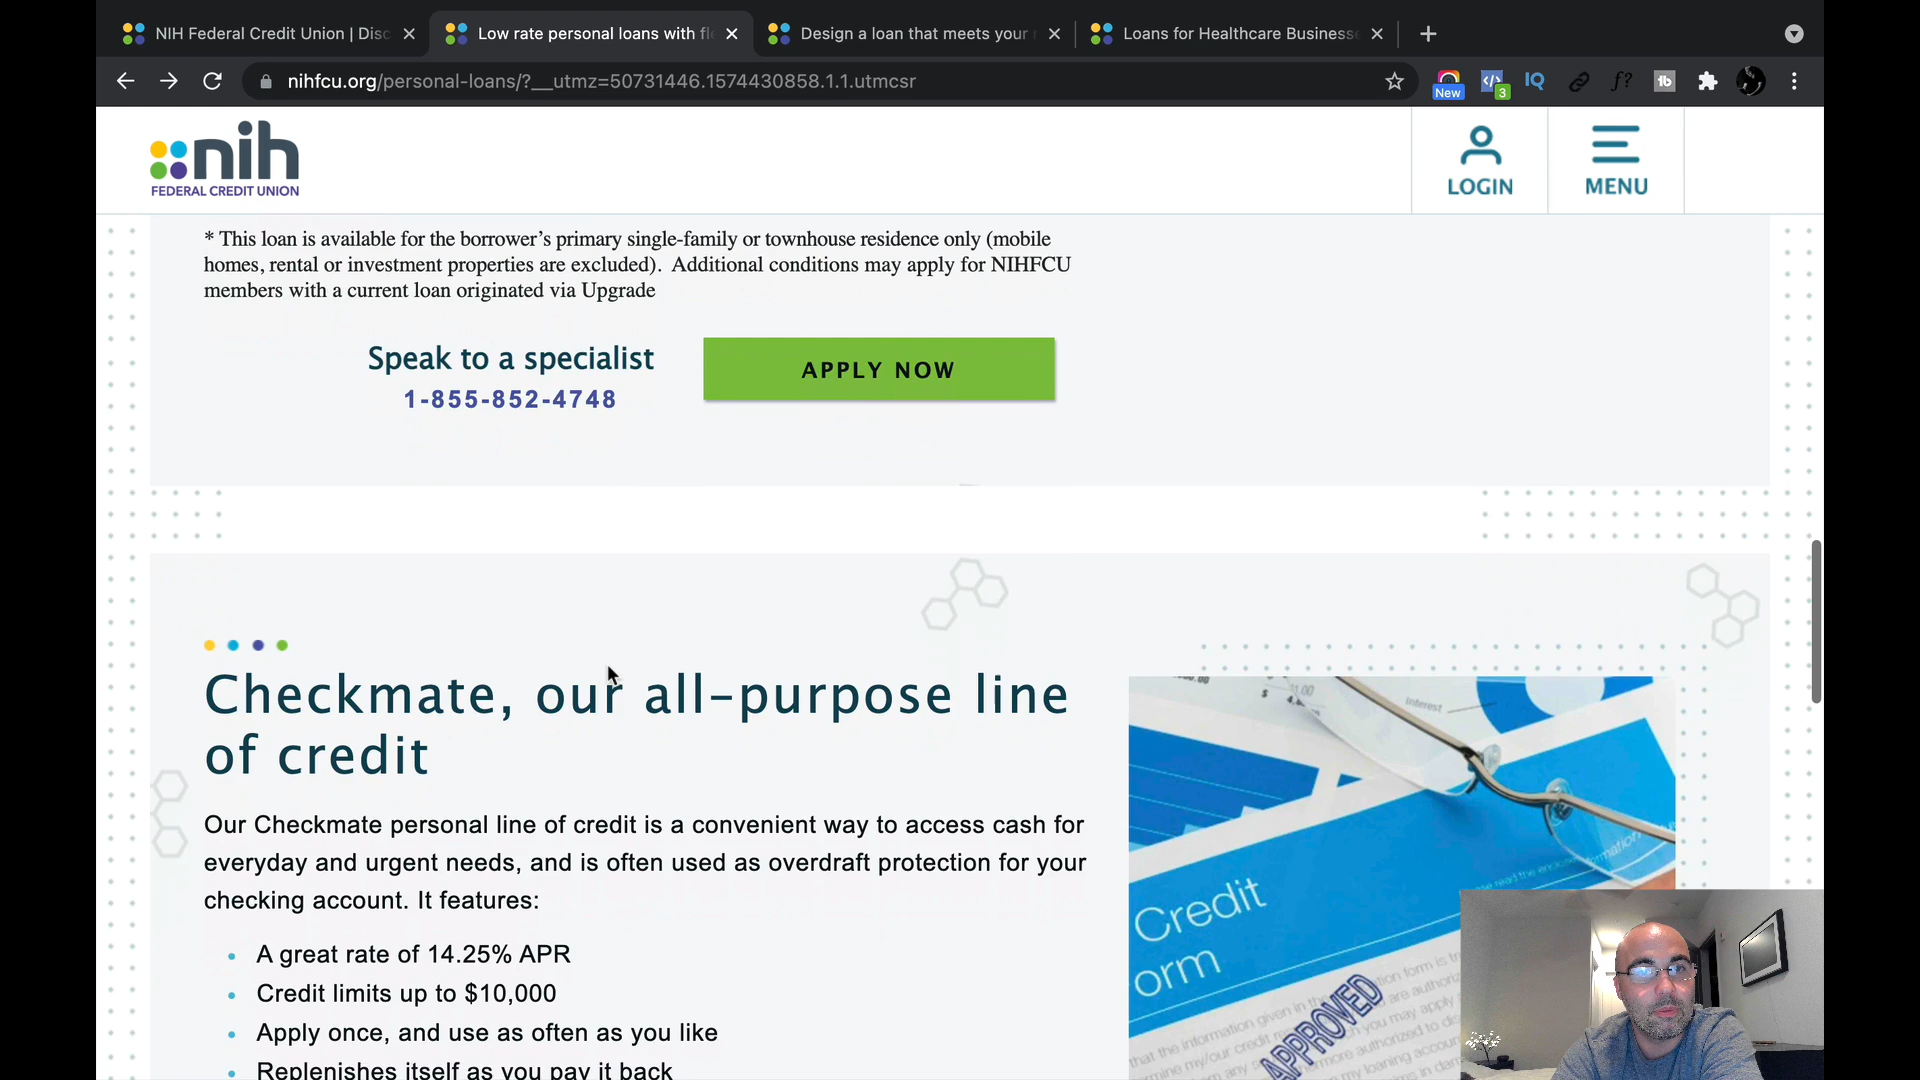 NIH Federal Credit Union | Disc
Low rate personal loans with fle
Design a loan that meets your
Loans for Healthcare Businesse
nihfcu.org/personal-loans/?__utmz=50731446.1574430858.1.1.utmcsr
New
3
IQ
f?
tb
nih
FEDERAL CREDIT UNION
LOGIN
MENU
* This loan is available for the borrower's primary single-family or townhouse residence only (mobile
homes, rental or investment properties are excluded). Additional conditions may apply for NIHFCU
members with a current loan originated via Upgrade
Speak to a specialist
1-855-852-4748
APPLY NOW
Checkmate, our all-purpose line
of credit
Our Checkmate personal line of credit is a convenient way to access cash for
everyday and urgent needs, and is often used as overdraft protection for your
checking account. It features:
A great rate of 14.25% APR
Credit limits up to $10,000
Apply once, and use as often as you like
Replenishes itself as you pay it back
Interest
Credit
orm
APPROVED